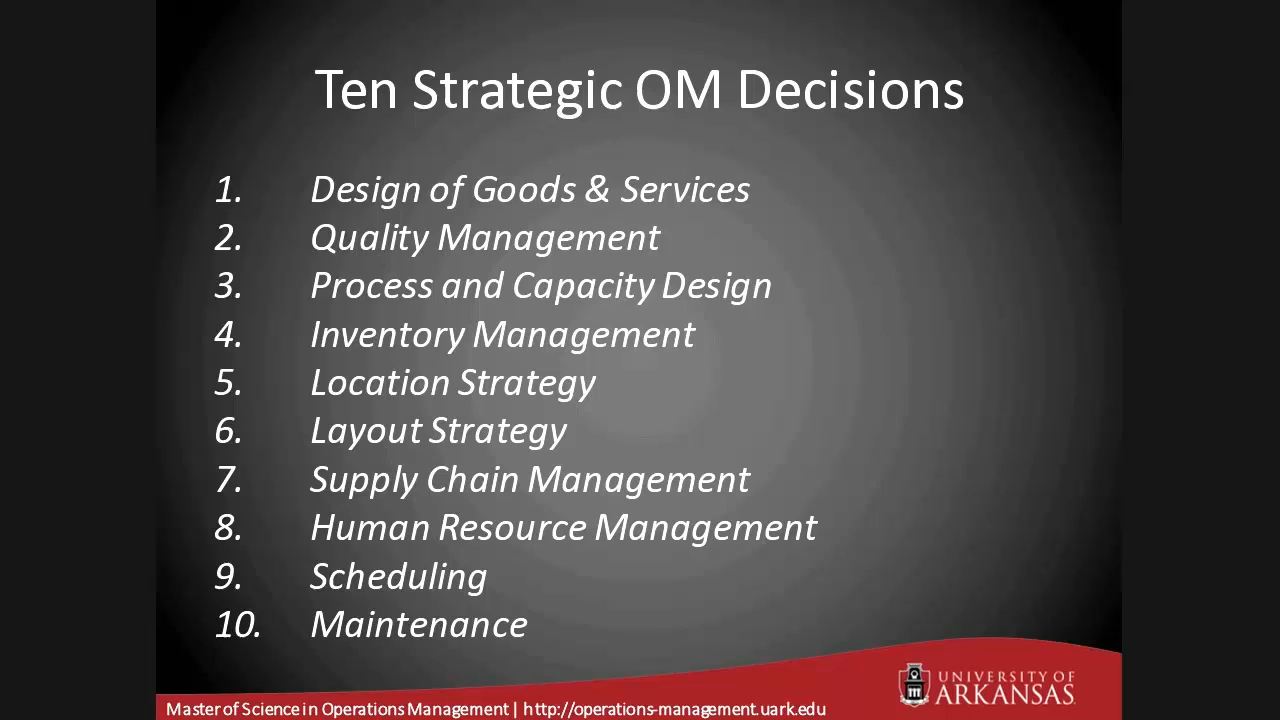 Ten Strategic OM Decisions
1. Design of Goods & Services
2. Quality Management
3. Process and Capacity Design
4. Inventory Management
5. Location Strategy
6. Layout Strategy
7. Supply Chain Management
8. Human Resource Management
9. Scheduling
10. Maintenance
UNIVERSITY OF
ARKANSAS
Master of Science in Operations Management | http://operations-management.uark.edu